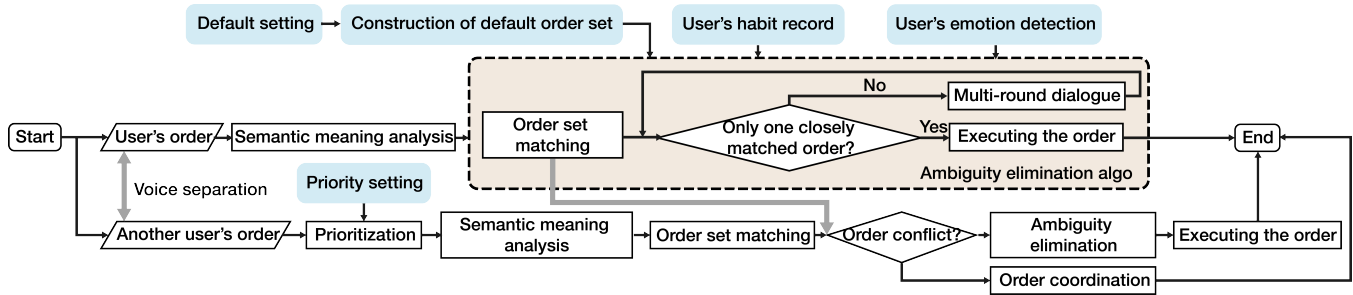 Default setting
Construction of default order set
User's habit record
User's emotion detection
No
Multi-round dialogue
Start
User's order
Semantic meaning analysis
Order set
matching
Only one closely
matched order?
Yes
Executing the order
End
Ambiguity elimination algo
Voice separation
Priority setting
Another user's order
Prioritization
Semantic meaning
analysis
Order set matching
Order conflict?
Ambiguity
elimination
Executing the order
Order coordination